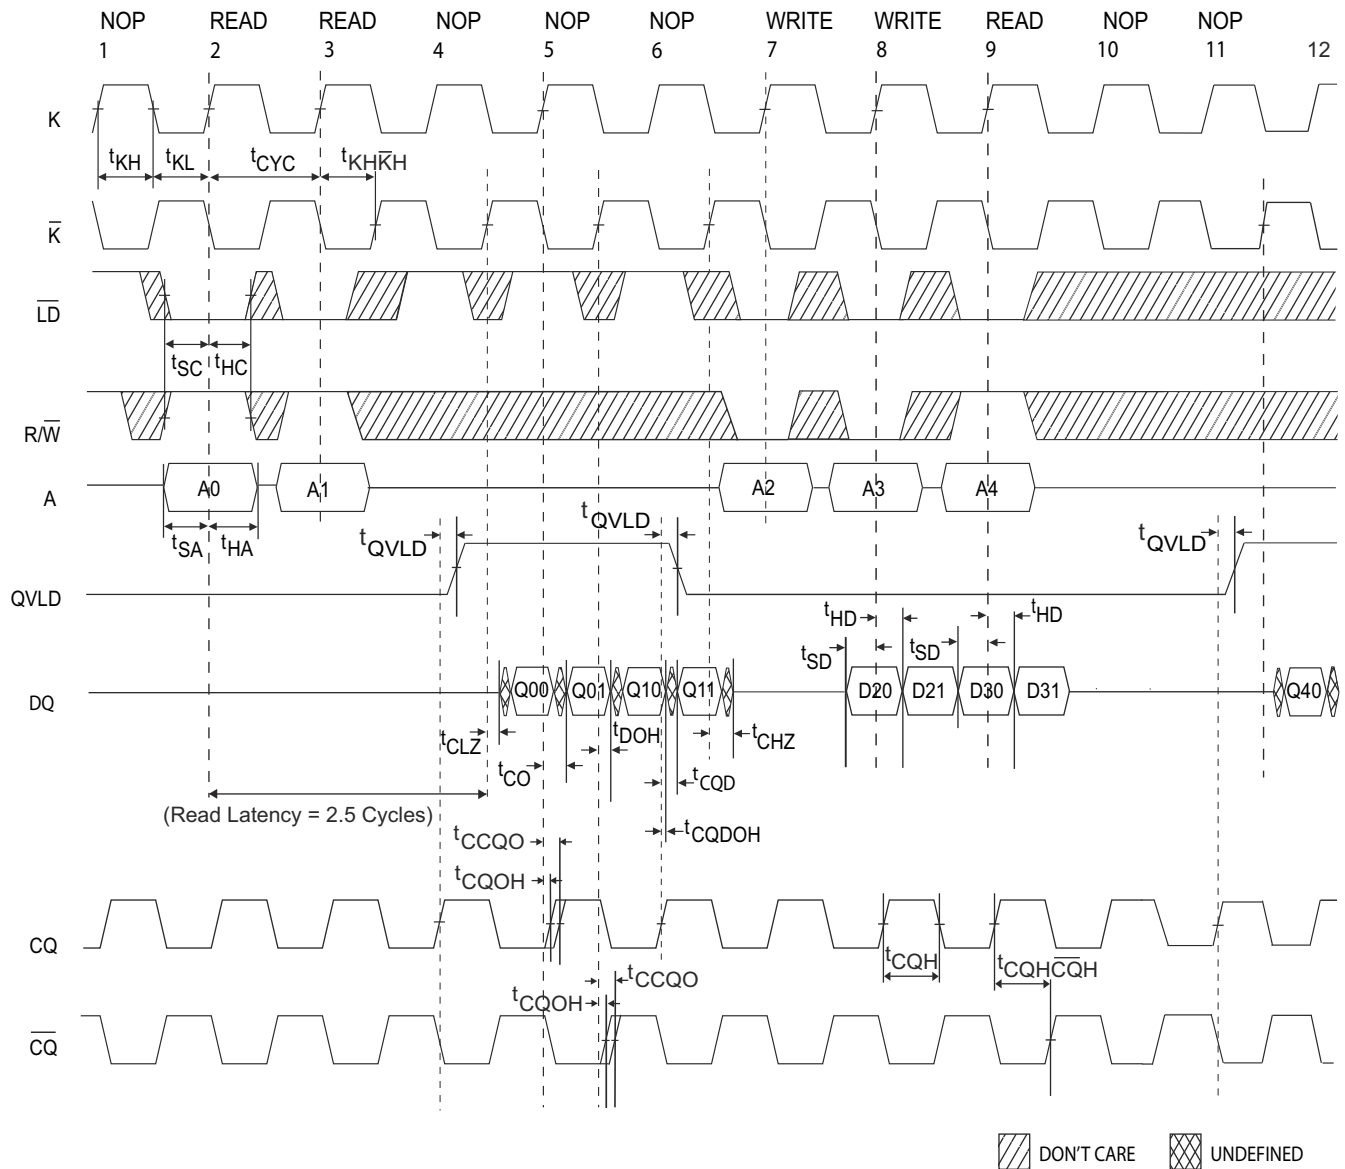 NOP READ READ NOP NOP NOP WRITE WRITE READ NOP NOP
1 2 3 4 5 6 7 8 9 10 11 12
K
tKH tKL tCYC tKHK̅H
K̅
L̅D̅
tSC tHC
R/W̅
A A0 A1 A2 A3 A4
tSA tHA tQVLD tQVLD tQVLD
QVLD
tHD tHD
tSD tSD
DQ Q00 Q01 Q10 Q11 D20 D21 D30 D31 Q40
tCLZ tDOH tCHZ
tCO tCQD
(Read Latency = 2.5 Cycles)
tCQDOH
tCCQO
tCQOH
CQ
tCQH tCQHC̅Q̅H
tCCQO
tCQOH
C̅Q̅
DON'T CARE UNDEFINED